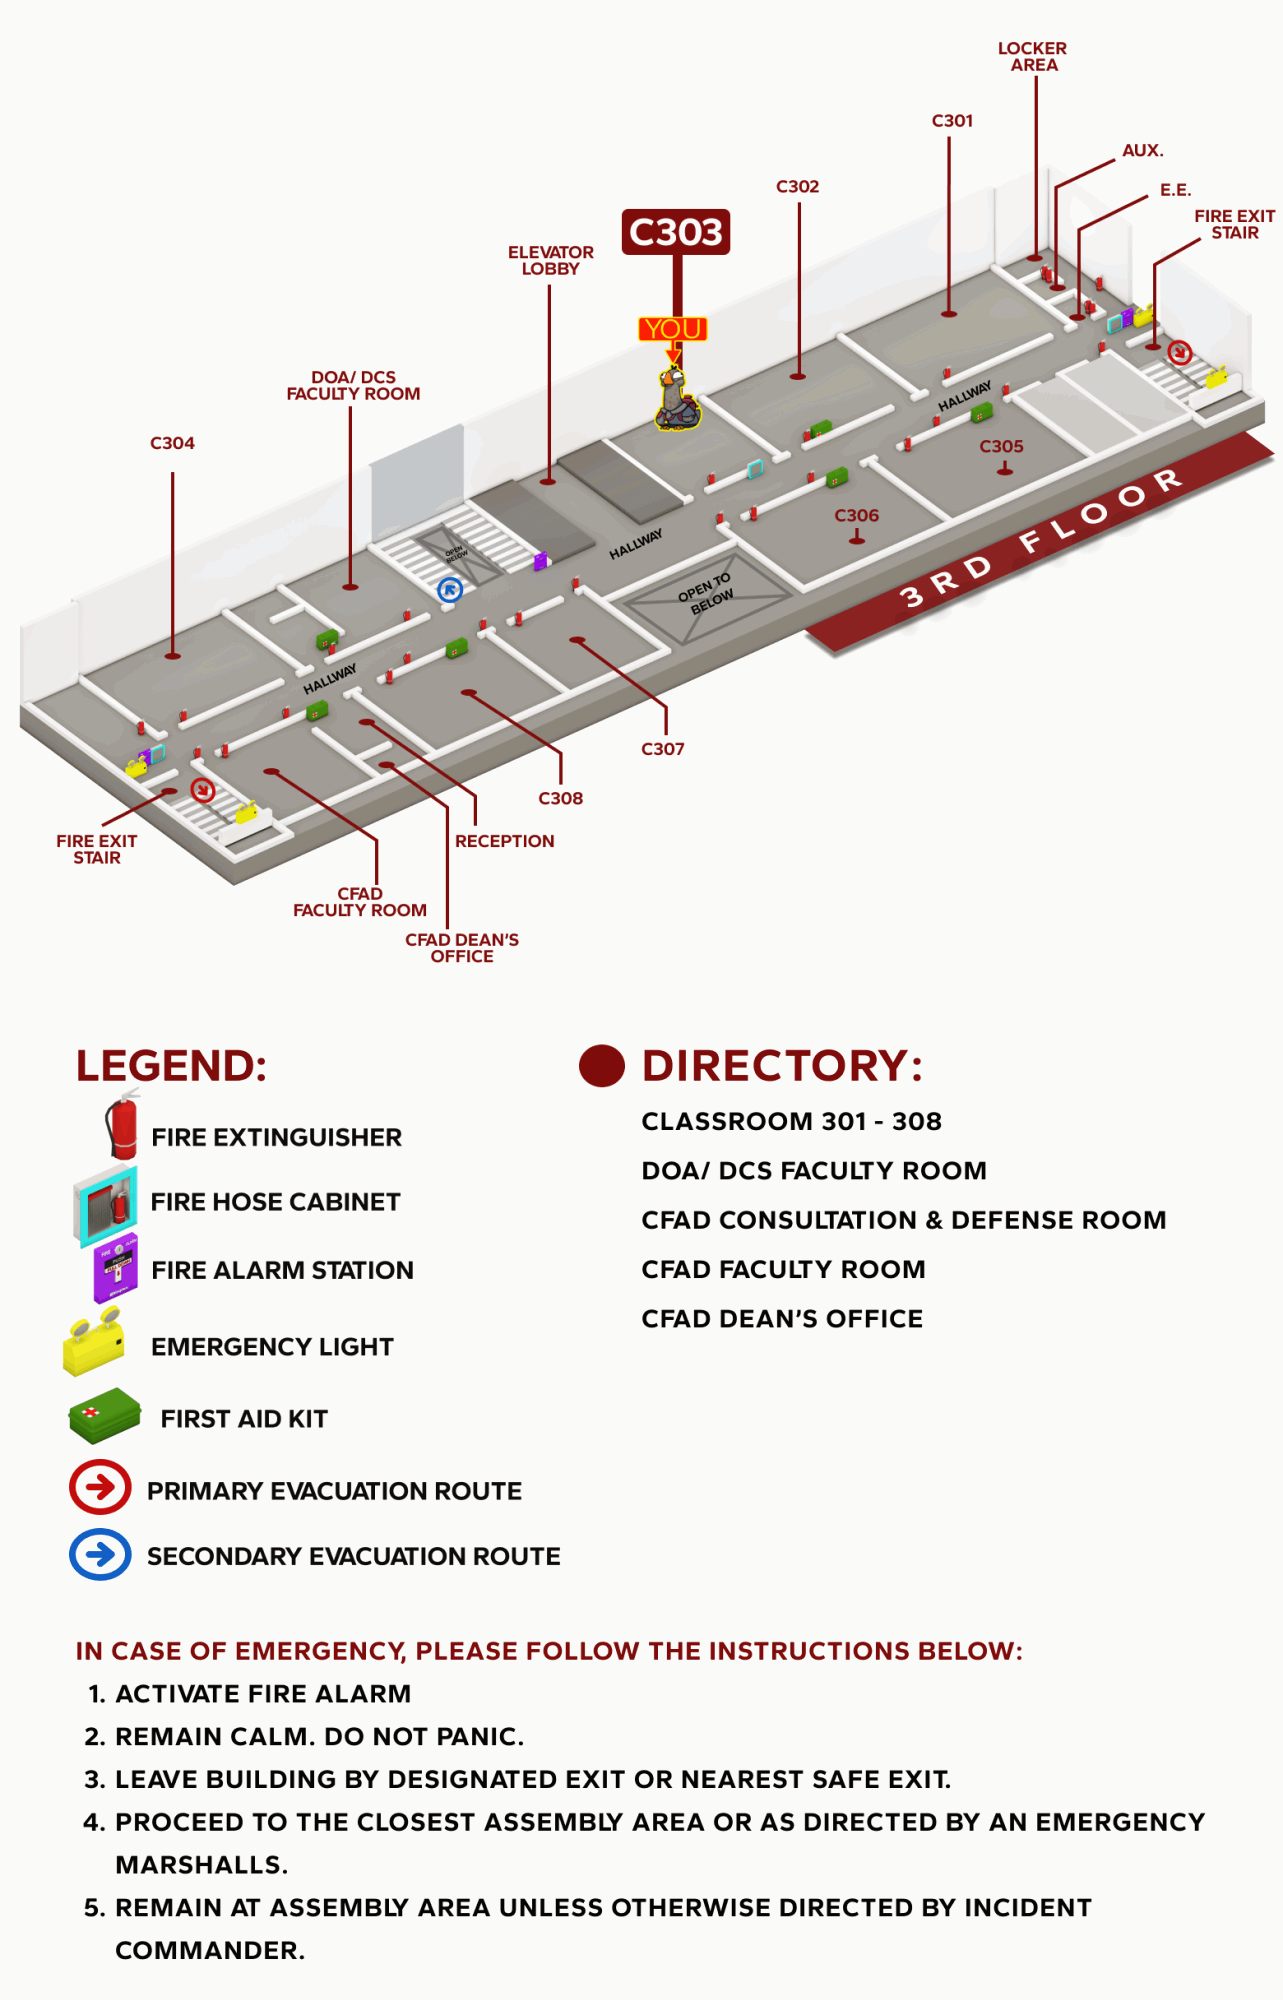 LOCKER
AREA
C301
AUX.
C302
E.E.
FIRE EXIT
STAIR
C303
ELEVATOR
LOBBY
YOU
DOA/ DCS
FACULTY ROOM
HALLWAY
C304
C305
3RD FLOOR
C306
HALLWAY
OPEN
BELOW
OPEN TO
BELOW
HALLWAY
C307
C308
FIRE EXIT
STAIR
RECEPTION
CFAD
FACULTY ROOM
CFAD DEAN'S
OFFICE
LEGEND:
FIRE EXTINGUISHER
FIRE HOSE CABINET
FIRE ALARM STATION
EMERGENCY LIGHT
FIRST AID KIT
PRIMARY EVACUATION ROUTE
SECONDARY EVACUATION ROUTE
DIRECTORY:
CLASSROOM 301 - 308
DOA/ DCS FACULTY ROOM
CFAD CONSULTATION & DEFENSE ROOM
CFAD FACULTY ROOM
CFAD DEAN'S OFFICE
IN CASE OF EMERGENCY, PLEASE FOLLOW THE INSTRUCTIONS BELOW:
1. ACTIVATE FIRE ALARM
2. REMAIN CALM. DO NOT PANIC.
3. LEAVE BUILDING BY DESIGNATED EXIT OR NEAREST SAFE EXIT.
4. PROCEED TO THE CLOSEST ASSEMBLY AREA OR AS DIRECTED BY AN EMERGENCY
MARSHALLS.
5. REMAIN AT ASSEMBLY AREA UNLESS OTHERWISE DIRECTED BY INCIDENT
COMMANDER.